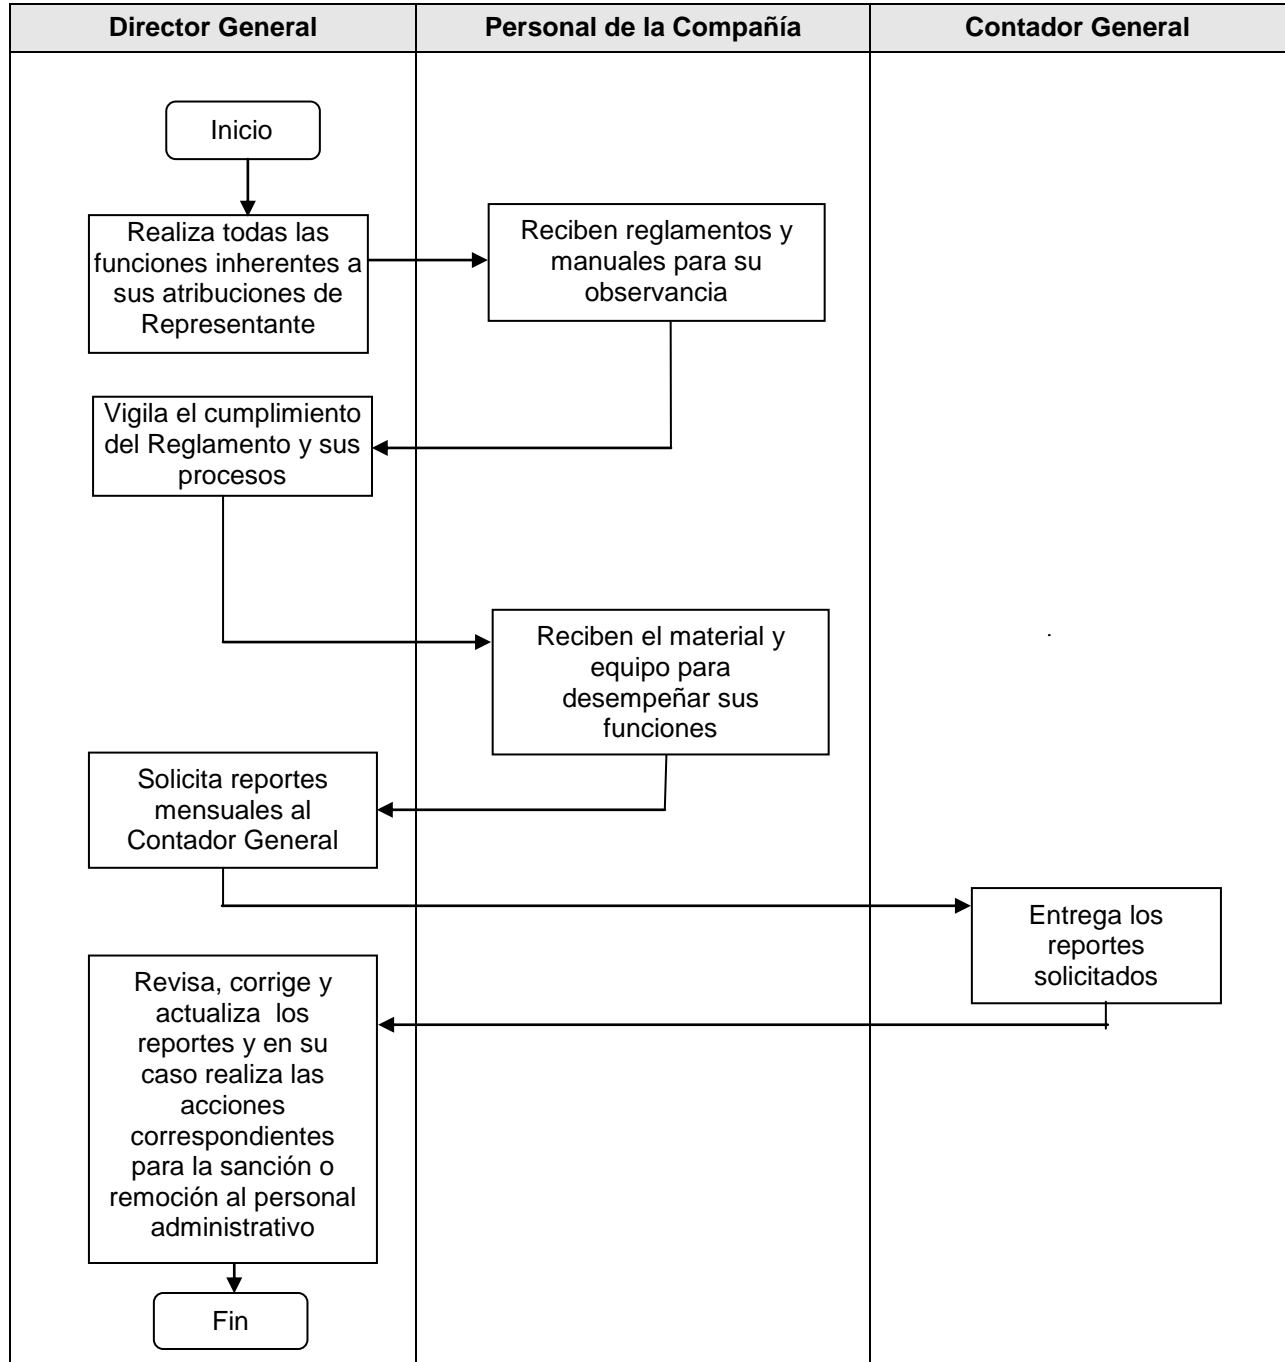 Director General
Personal de la Compañía
Contador General
Inicio
Realiza todas las
funciones inherentes a
sus atribuciones de
Representante
Reciben reglamentos y
manuales para su
observancia
Vigila el cumplimiento
del Reglamento y sus
procesos
Reciben el material y
equipo para
desempeñar sus
funciones
Solicita reportes
mensuales al
Contador General
Entrega los
reportes
solicitados
Revisa, corrige y
actualiza los
reportes y en su
caso realiza las
acciones
correspondientes
para la sanción o
remoción al personal
administrativo
Fin